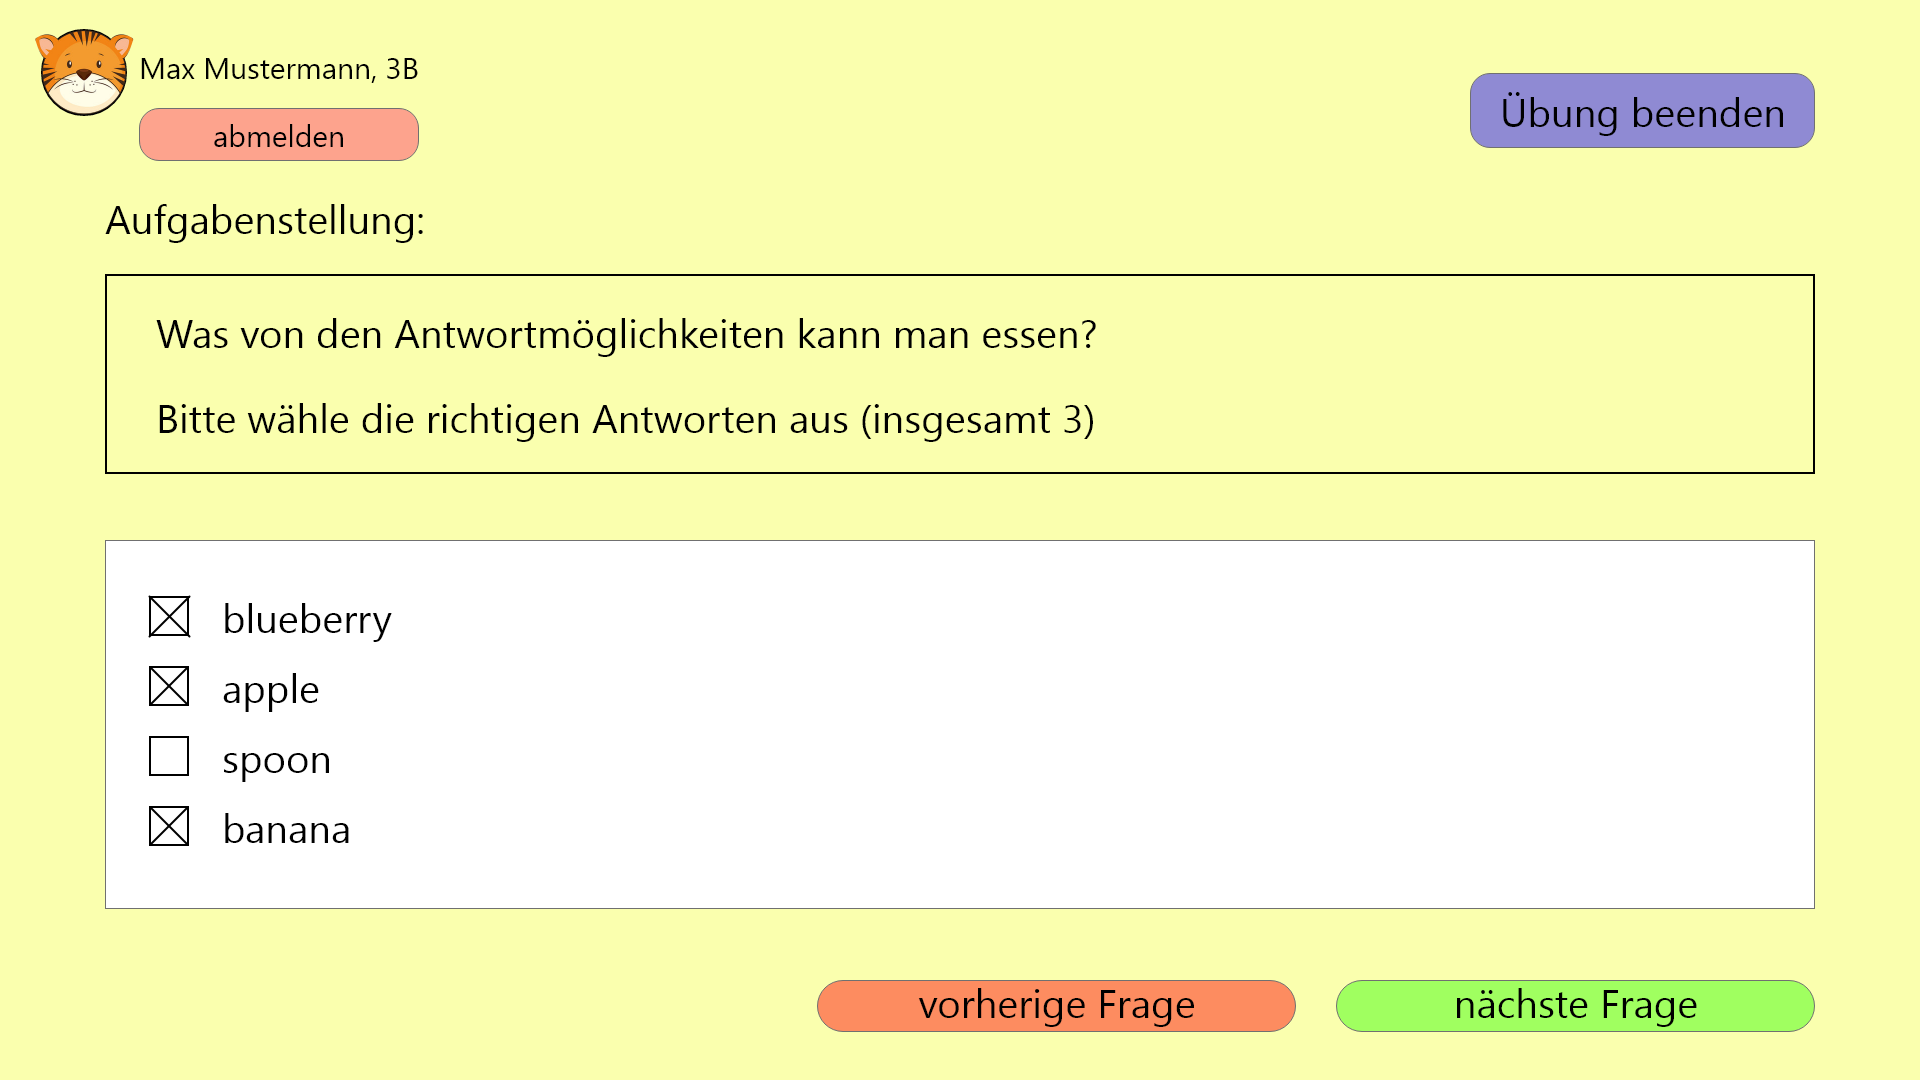 Max Mustermann, 3B
abmelden
Übung beenden
Aufgabenstellung:
Was von den Antwortmöglichkeiten kann man essen?
Bitte wähle die richtigen Antworten aus (insgesamt 3)
blueberry
apple
spoon
banana
vorherige Frage
nächste Frage